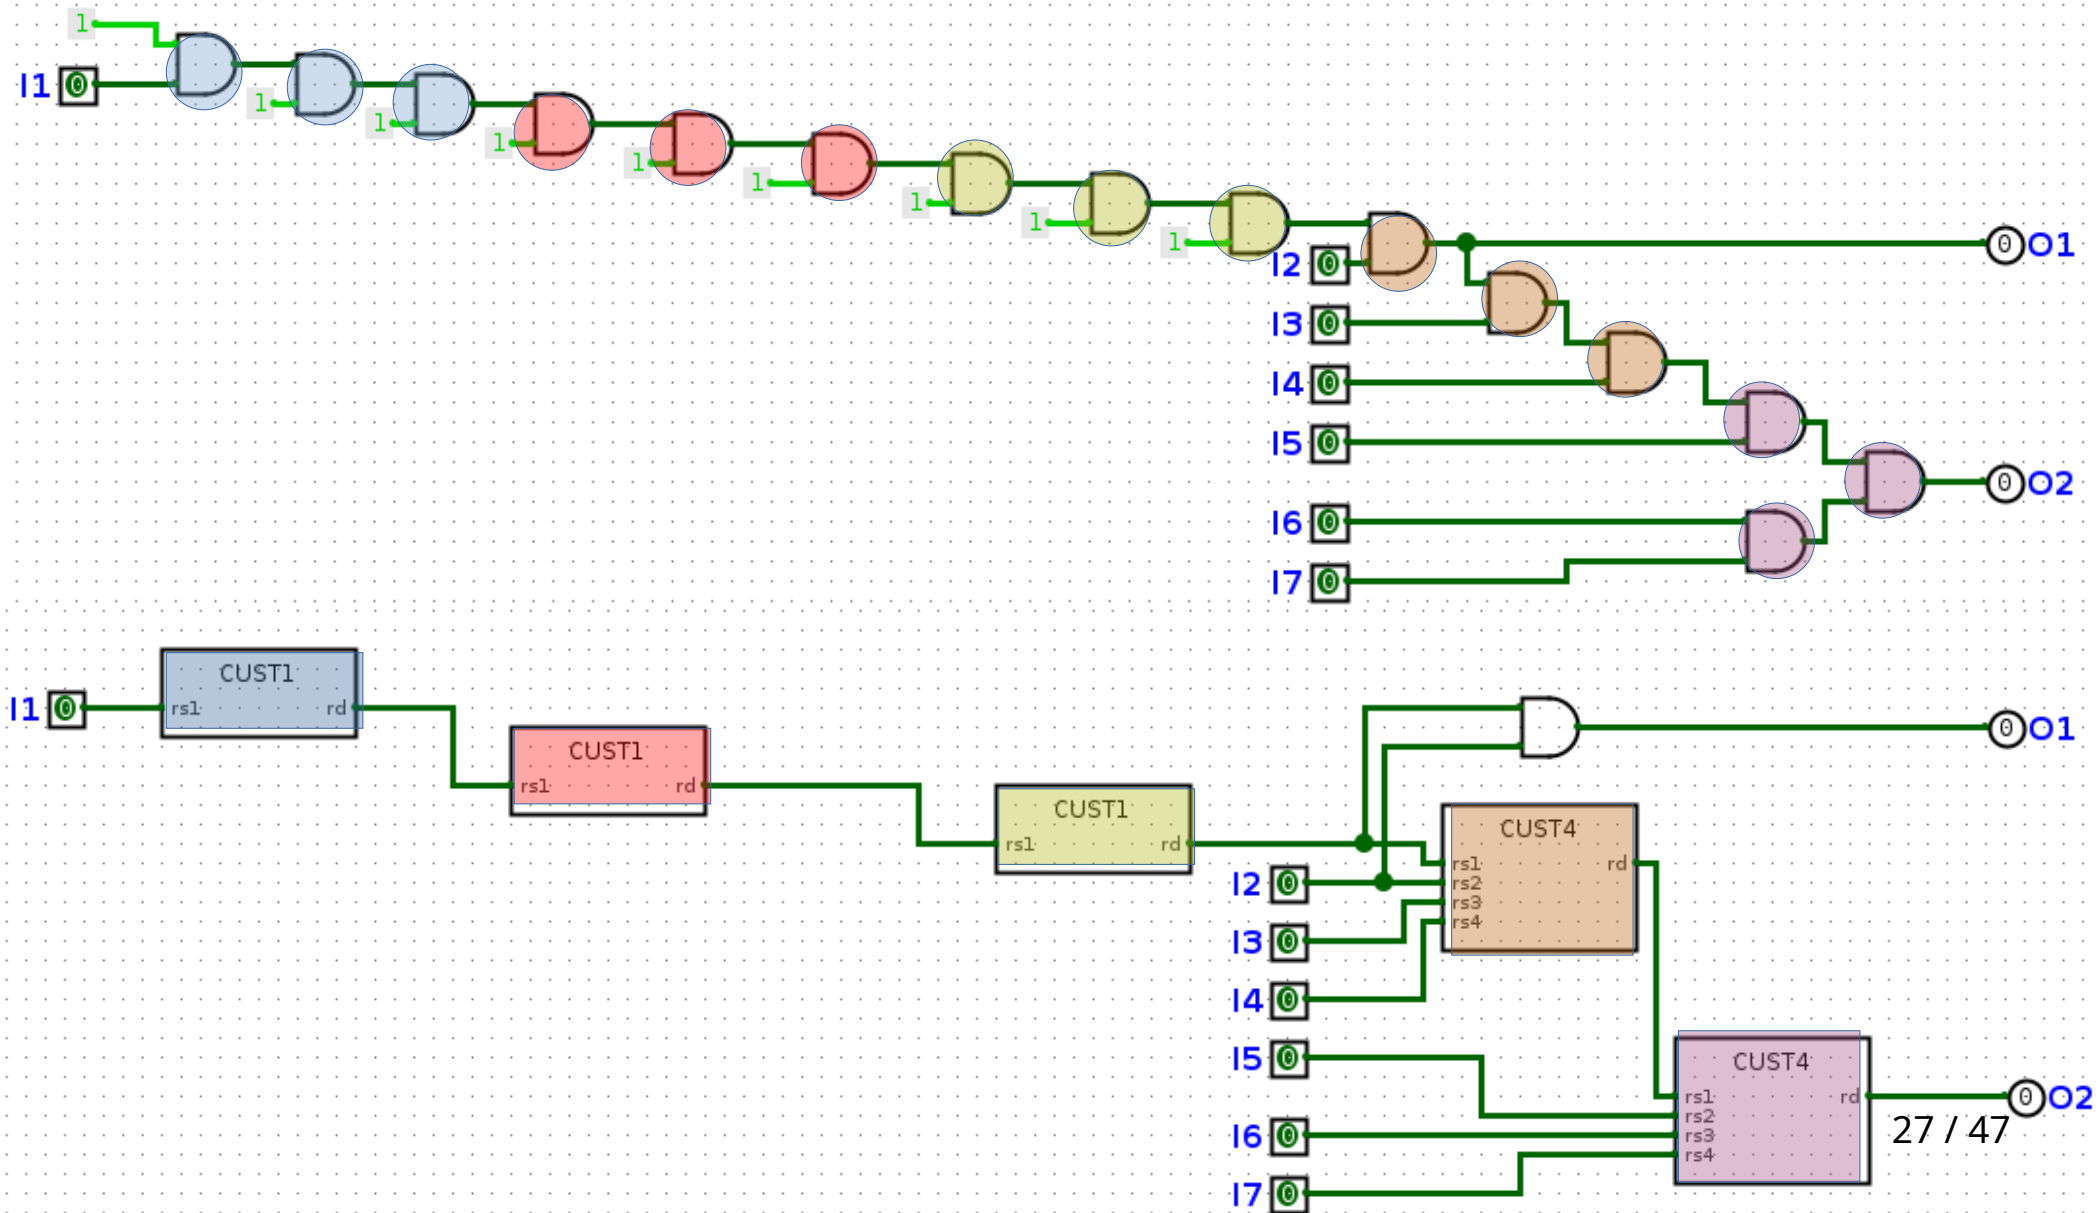 1
I1 0
1
1
1
1
1
1
1
1
I2 0
0 O1
I3 0
I4 0
I5 0
0 O2
I6 0
I7 0
CUST1
I1 0 rs1 rd
CUST1
rs1 rd
CUST1
rs1 rd
0 O1
CUST4
rs1 rd
I2 0 rs2
rs3
rs4
I3 0
I4 0
I5 0
CUST4
rs1 rd 0 O2
rs2
I6 0 rs3
rs4
27 / 47
I7 0